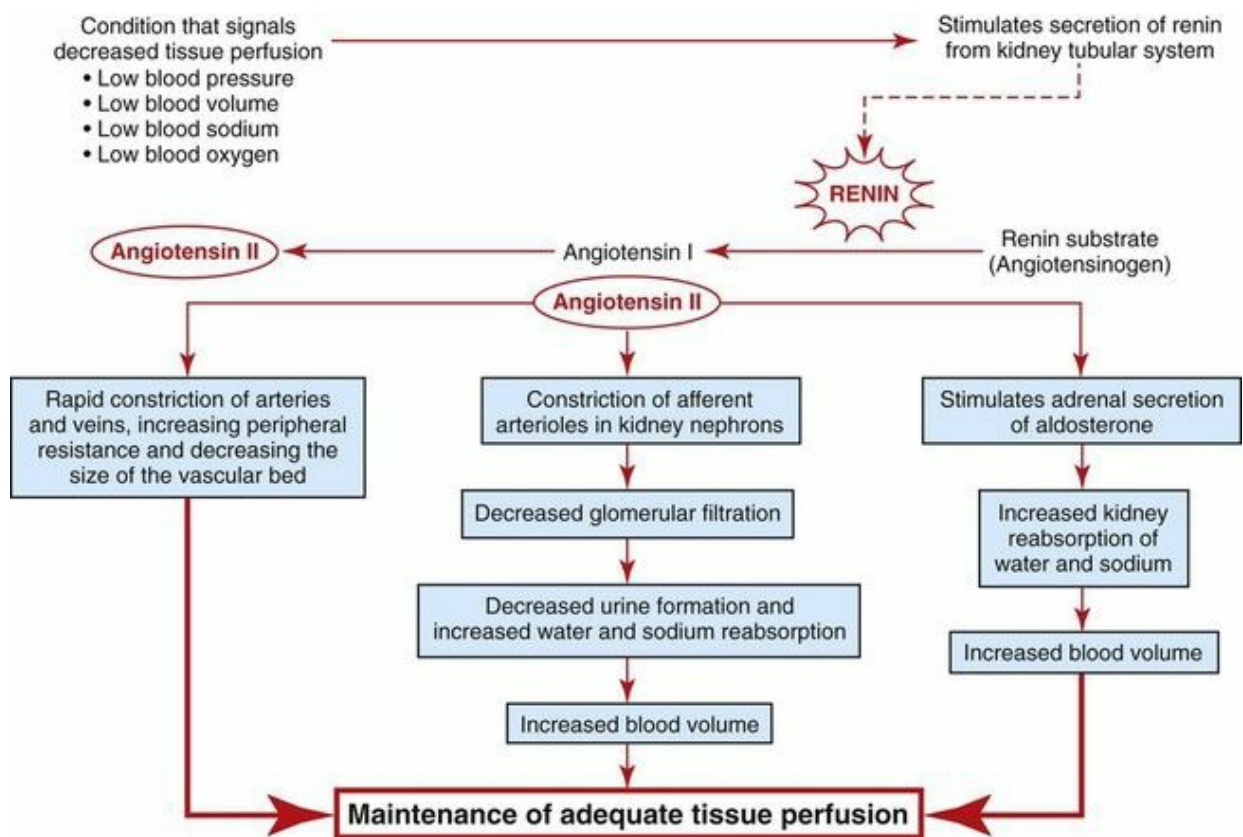 Condition that signals
decreased tissue perfusion
• Low blood pressure
• Low blood volume
• Low blood sodium
• Low blood oxygen
Stimulates secretion of renin
from kidney tubular system
RENIN
Angiotensin II
Angiotensin I
Renin substrate
(Angiotensinogen)
Angiotensin II
Rapid constriction of arteries
and veins, increasing peripheral
resistance and decreasing the
size of the vascular bed
Constriction of afferent
arterioles in kidney nephrons
Decreased glomerular filtration
Decreased urine formation and
increased water and sodium reabsorption
Increased blood volume
Stimulates adrenal secretion
of aldosterone
Increased kidney
reabsorption of
water and sodium
Increased blood volume
Maintenance of adequate tissue perfusion